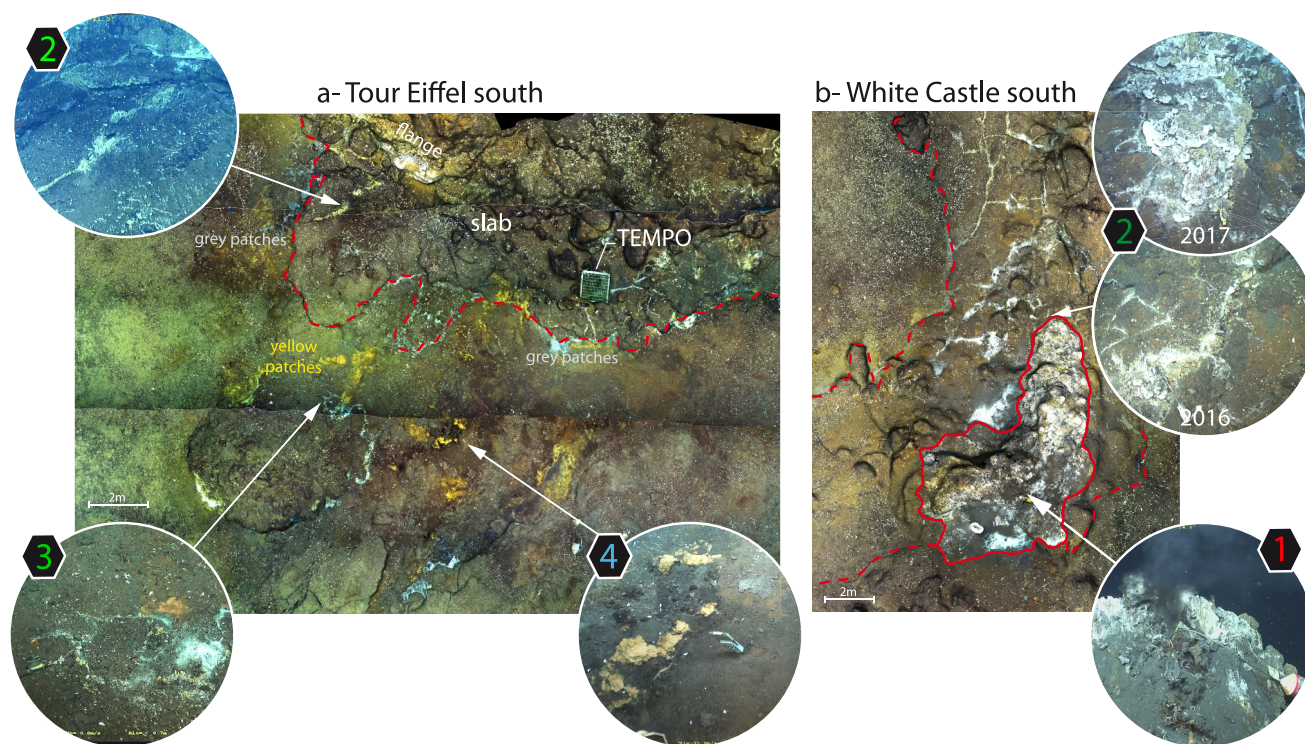 2
a- Tour Eiffel south
flange
slab
TEMPO
grey patches
yellow
patches
grey patches
2m
3
4
b- White Castle south
2017
2
2016
1
2m